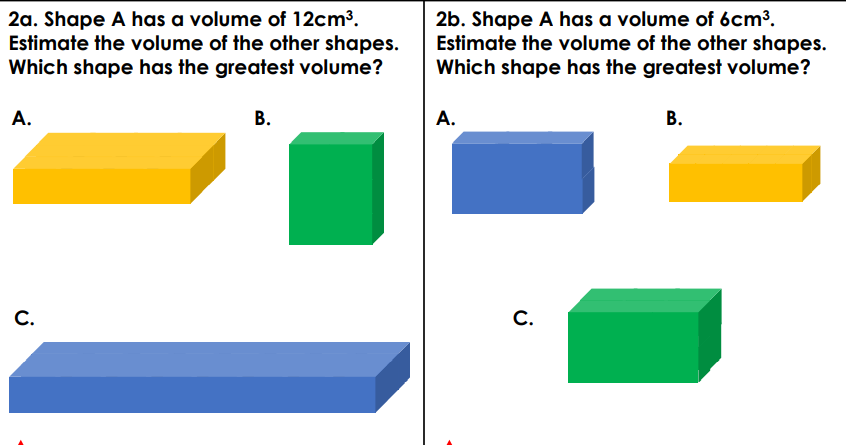 2a. Shape A has a volume of 12cm³.
Estimate the volume of the other shapes.
Which shape has the greatest volume?
A.
B.
C.
2b. Shape A has a volume of 6cm³.
Estimate the volume of the other shapes.
Which shape has the greatest volume?
A.
B.
C.